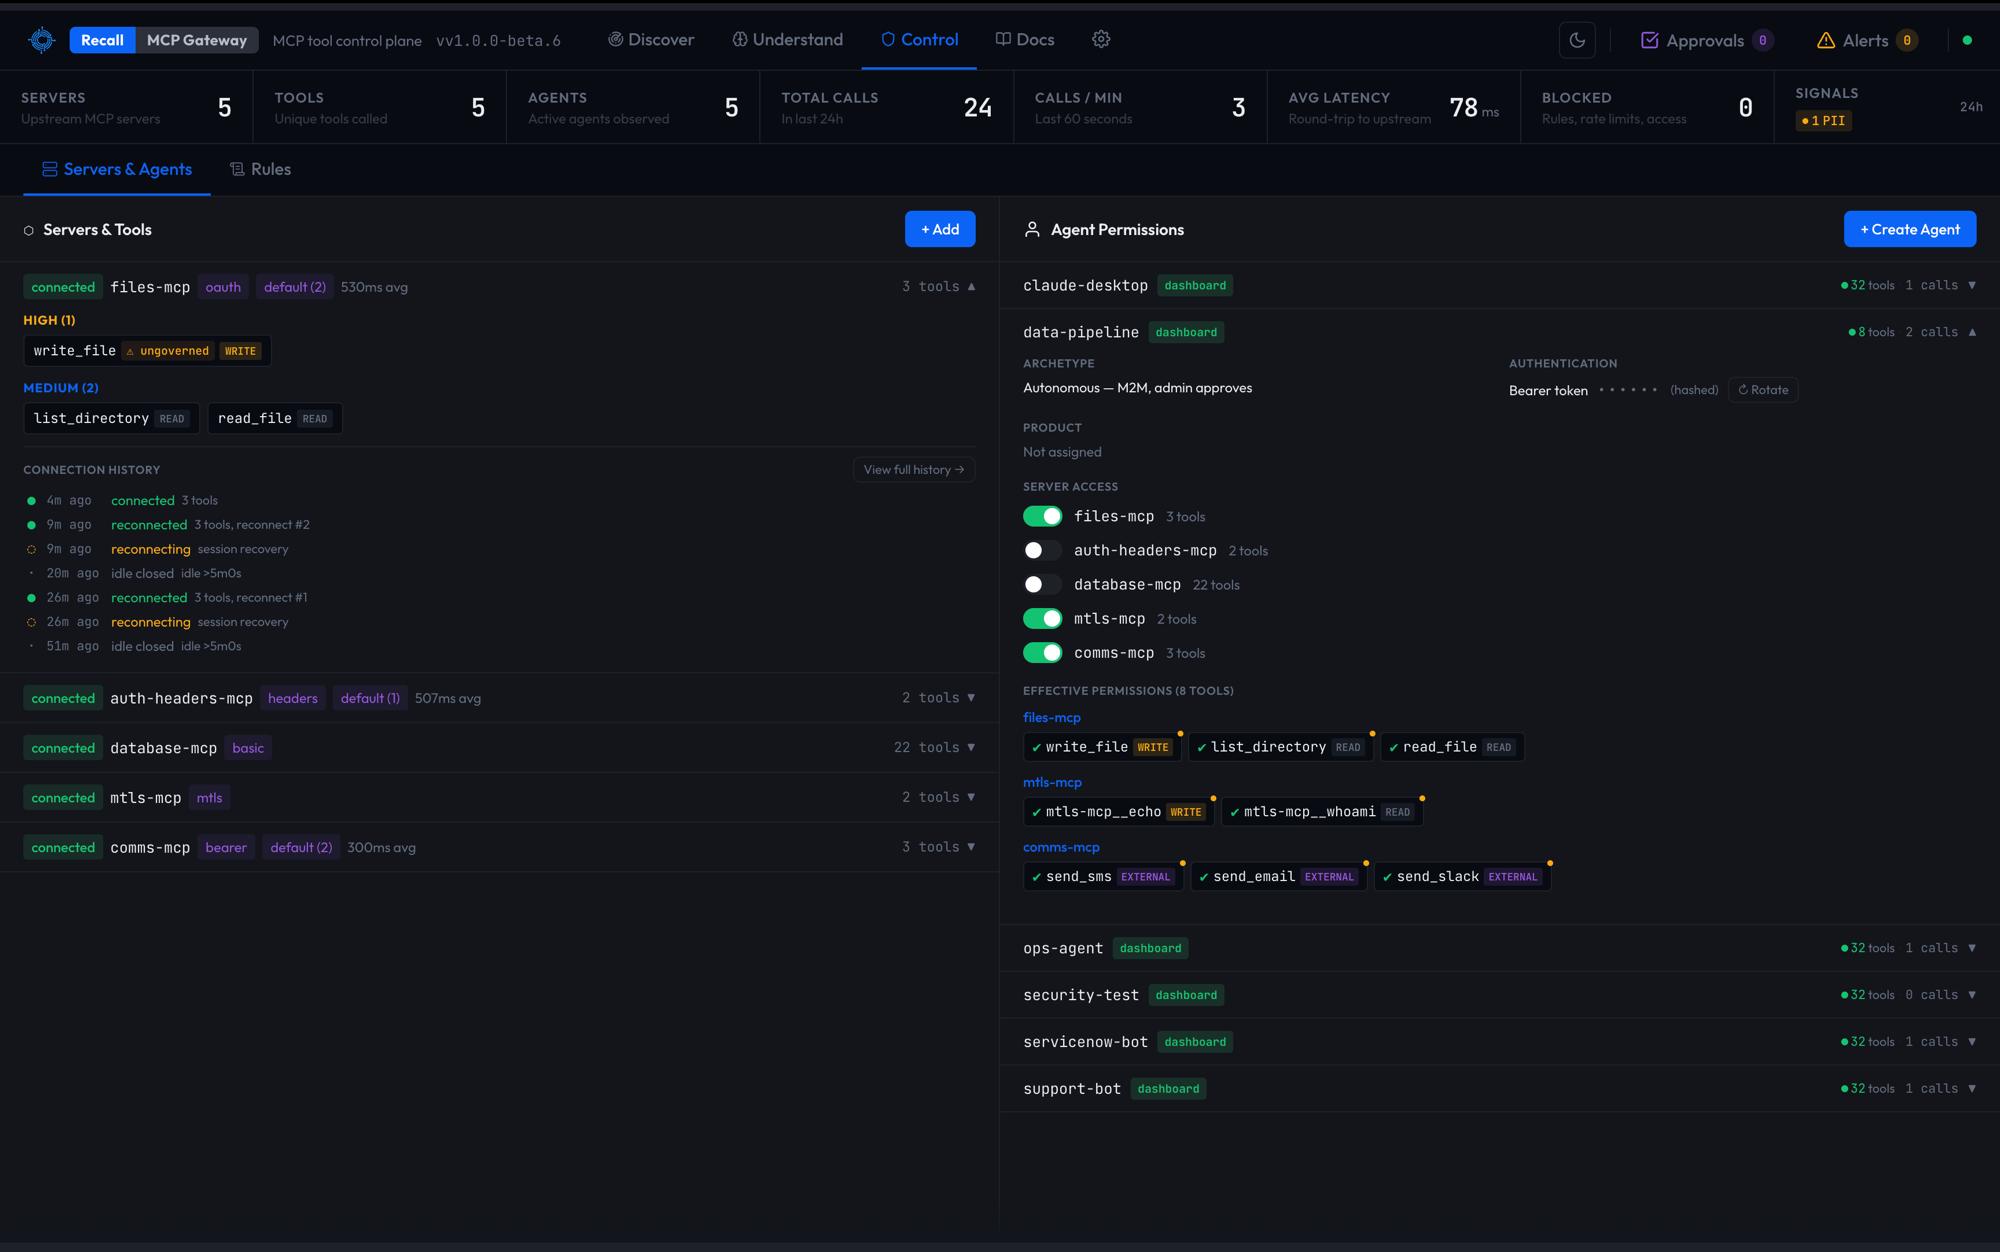 Recall MCP Gateway MCP tool control plane vv1.0.0-beta.6 Discover Understand Control Docs Approvals 0 Alerts 0
SERVERS 5 TOOLS 5 AGENTS 5 TOTAL CALLS 24 CALLS / MIN 3 AVG LATENCY 78 ms BLOCKED 0 SIGNALS 24h
Upstream MCP servers Unique tools called Active agents observed In last 24h Last 60 seconds Round-trip to upstream Rules, rate limits, access 1 PII
Servers & Agents Rules
Servers & Tools + Add
connected files-mcp oauth default (2) 530ms avg 3 tools ▲
HIGH (1)
write_file ⚠ ungoverned WRITE
MEDIUM (2)
list_directory READ read_file READ
CONNECTION HISTORY View full history →
4m ago connected 3 tools
9m ago reconnected 3 tools, reconnect #2
9m ago reconnecting session recovery
20m ago idle closed idle >5m0s
26m ago reconnected 3 tools, reconnect #1
26m ago reconnecting session recovery
51m ago idle closed idle >5m0s
connected auth-headers-mcp headers default (1) 507ms avg 2 tools ▼
connected database-mcp basic 22 tools ▼
connected mtls-mcp mtls 2 tools ▼
connected comms-mcp bearer default (2) 300ms avg 3 tools ▼
Agent Permissions + Create Agent
claude-desktop dashboard 32 tools 1 calls ▼
data-pipeline dashboard 8 tools 2 calls ▲
ARCHETYPE AUTHENTICATION
Autonomous — M2M, admin approves Bearer token • • • • • • (hashed) Rotate
PRODUCT
Not assigned
SERVER ACCESS
files-mcp 3 tools
auth-headers-mcp 2 tools
database-mcp 22 tools
mtls-mcp 2 tools
comms-mcp 3 tools
EFFECTIVE PERMISSIONS (8 TOOLS)
files-mcp
✓ write_file WRITE ✓ list_directory READ ✓ read_file READ
mtls-mcp
✓ mtls-mcp__echo WRITE ✓ mtls-mcp__whoami READ
comms-mcp
✓ send_sms EXTERNAL ✓ send_email EXTERNAL ✓ send_slack EXTERNAL
ops-agent dashboard 32 tools 1 calls ▼
security-test dashboard 32 tools 0 calls ▼
servicenow-bot dashboard 32 tools 1 calls ▼
support-bot dashboard 32 tools 1 calls ▼